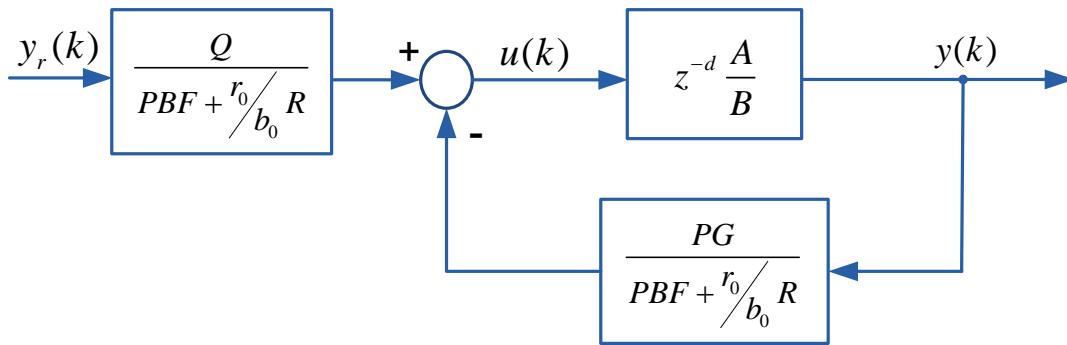 y_r(k)
Q
PBF + r_0/b_0 R
+
-
u(k)
z^{-d} A/B
y(k)
PG
PBF + r_0/b_0 R